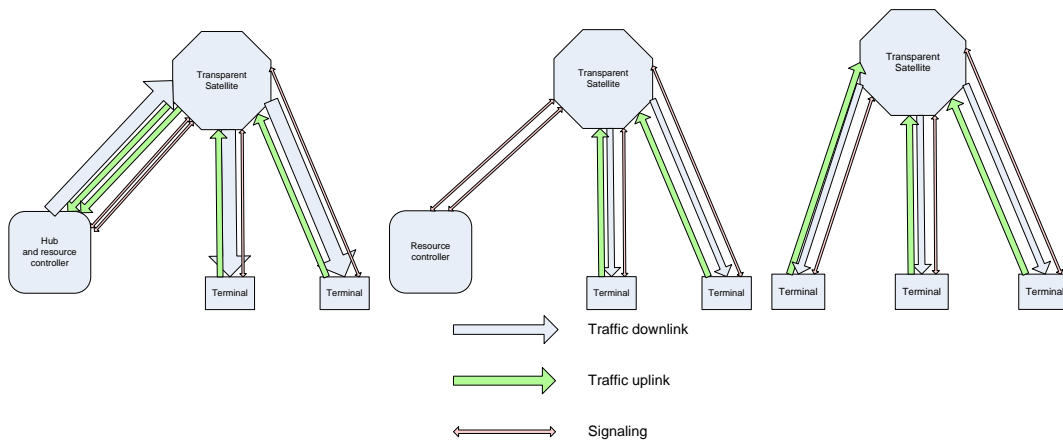 Transparent
Satellite
Hub
and resource
controller
Terminal
Terminal
Transparent
Satellite
Resource
controller
Terminal
Terminal
Transparent
Satellite
Terminal
Terminal
Terminal
Traffic downlink
Traffic uplink
Signaling